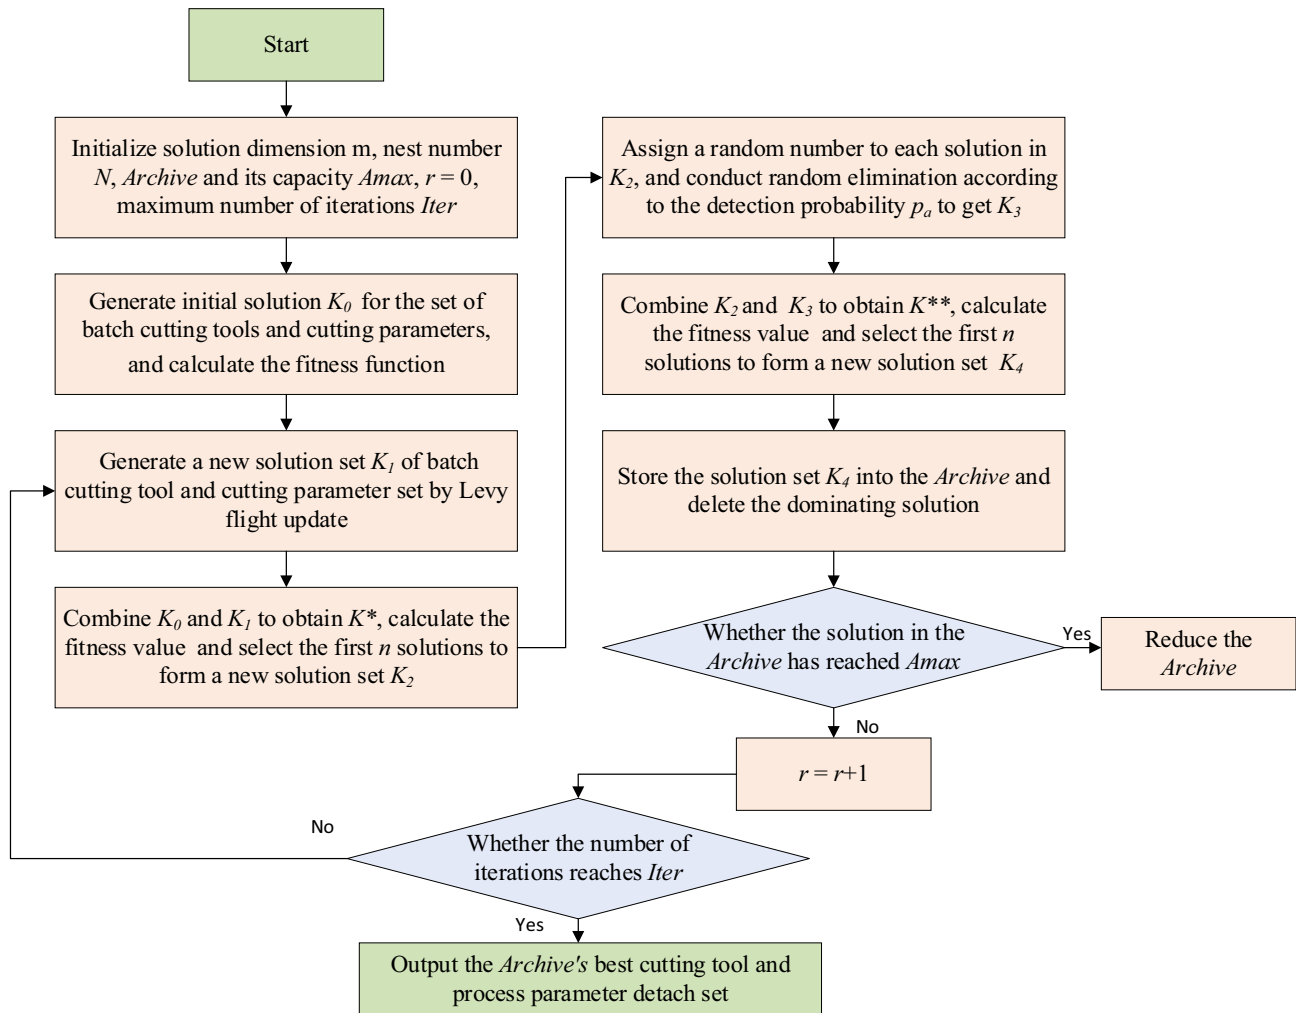 Start
Initialize solution dimension m, nest number
N, Archive and its capacity Amax, r = 0,
maximum number of iterations Iter
Generate initial solution K0 for the set of
batch cutting tools and cutting parameters,
and calculate the fitness function
Generate a new solution set K1 of batch
cutting tool and cutting parameter set by Levy
flight update
Combine K0 and K1 to obtain K*, calculate the
fitness value and select the first n solutions to
form a new solution set K2
Assign a random number to each solution in
K2, and conduct random elimination according
to the detection probability pa to get K3
Combine K2 and K3 to obtain K**, calculate
the fitness value and select the first n
solutions to form a new solution set K4
Store the solution set K4 into the Archive and
delete the dominating solution
Whether the solution in the
Archive has reached Amax
Yes
Reduce the
Archive
No
r = r+1
Whether the number of
iterations reaches Iter
No
Yes
Output the Archive's best cutting tool and
process parameter detach set